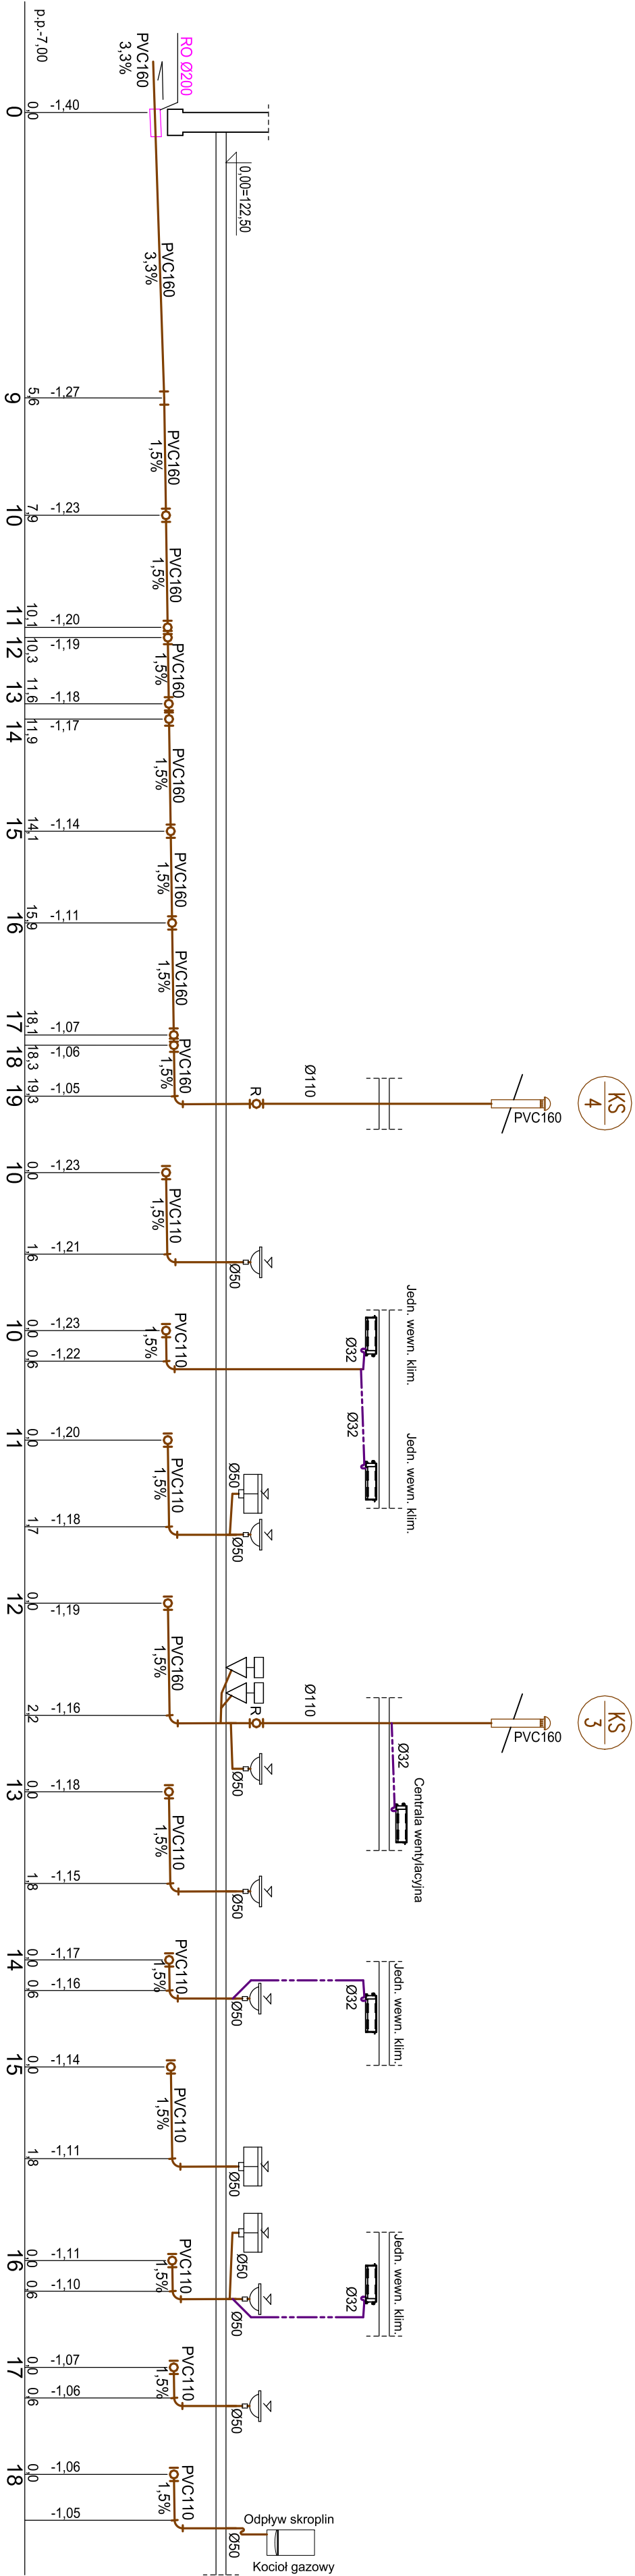 p.p.-7,00
RO Ø200
PVC160
3,3%
0,00=122,50
0
0,0
-1,40
PVC160
3,3%
9
5,6
-1,27
PVC160
1,5%
10
7,9
-1,23
PVC160
1,5%
11
10,1
-1,20
12
10,3
-1,19
PVC160
1,5%
13
11,6
-1,18
14
11,9
-1,17
PVC160
1,5%
15
14,1
-1,14
PVC160
1,5%
16
15,9
-1,11
PVC160
1,5%
17
18,1
-1,07
18
18,3
-1,06
PVC160
1,5%
19
19,3
-1,05
R
Ø110
PVC160
KS
4
10
0,0
-1,23
PVC110
1,5%
1,6
-1,21
Ø50
10
0,0
-1,23
PVC110
1,5%
0,6
-1,22
Ø32
Ø32
Jedn. wewn. klim.
Jedn. wewn. klim.
11
0,0
-1,20
PVC110
1,5%
1,7
-1,18
Ø50
Ø50
12
0,0
-1,19
PVC160
1,5%
2,2
-1,16
R
Ø110
Ø50
Ø32
Centrala wentylacyjna
PVC160
KS
3
13
0,0
-1,18
PVC110
1,5%
1,8
-1,15
Ø50
14
0,0
-1,17
PVC110
1,5%
0,6
-1,16
Ø50
Ø32
Jedn. wewn. klim.
15
0,0
-1,14
PVC110
1,5%
1,8
-1,11
Ø50
16
0,0
-1,11
PVC110
1,5%
0,6
-1,10
Ø50
Ø50
Ø32
Jedn. wewn. klim.
17
0,0
-1,07
PVC110
1,5%
0,6
-1,06
Ø50
18
0,0
-1,06
PVC110
1,5%
-1,05
Ø50
Odpływ skroplin
Kocioł gazowy